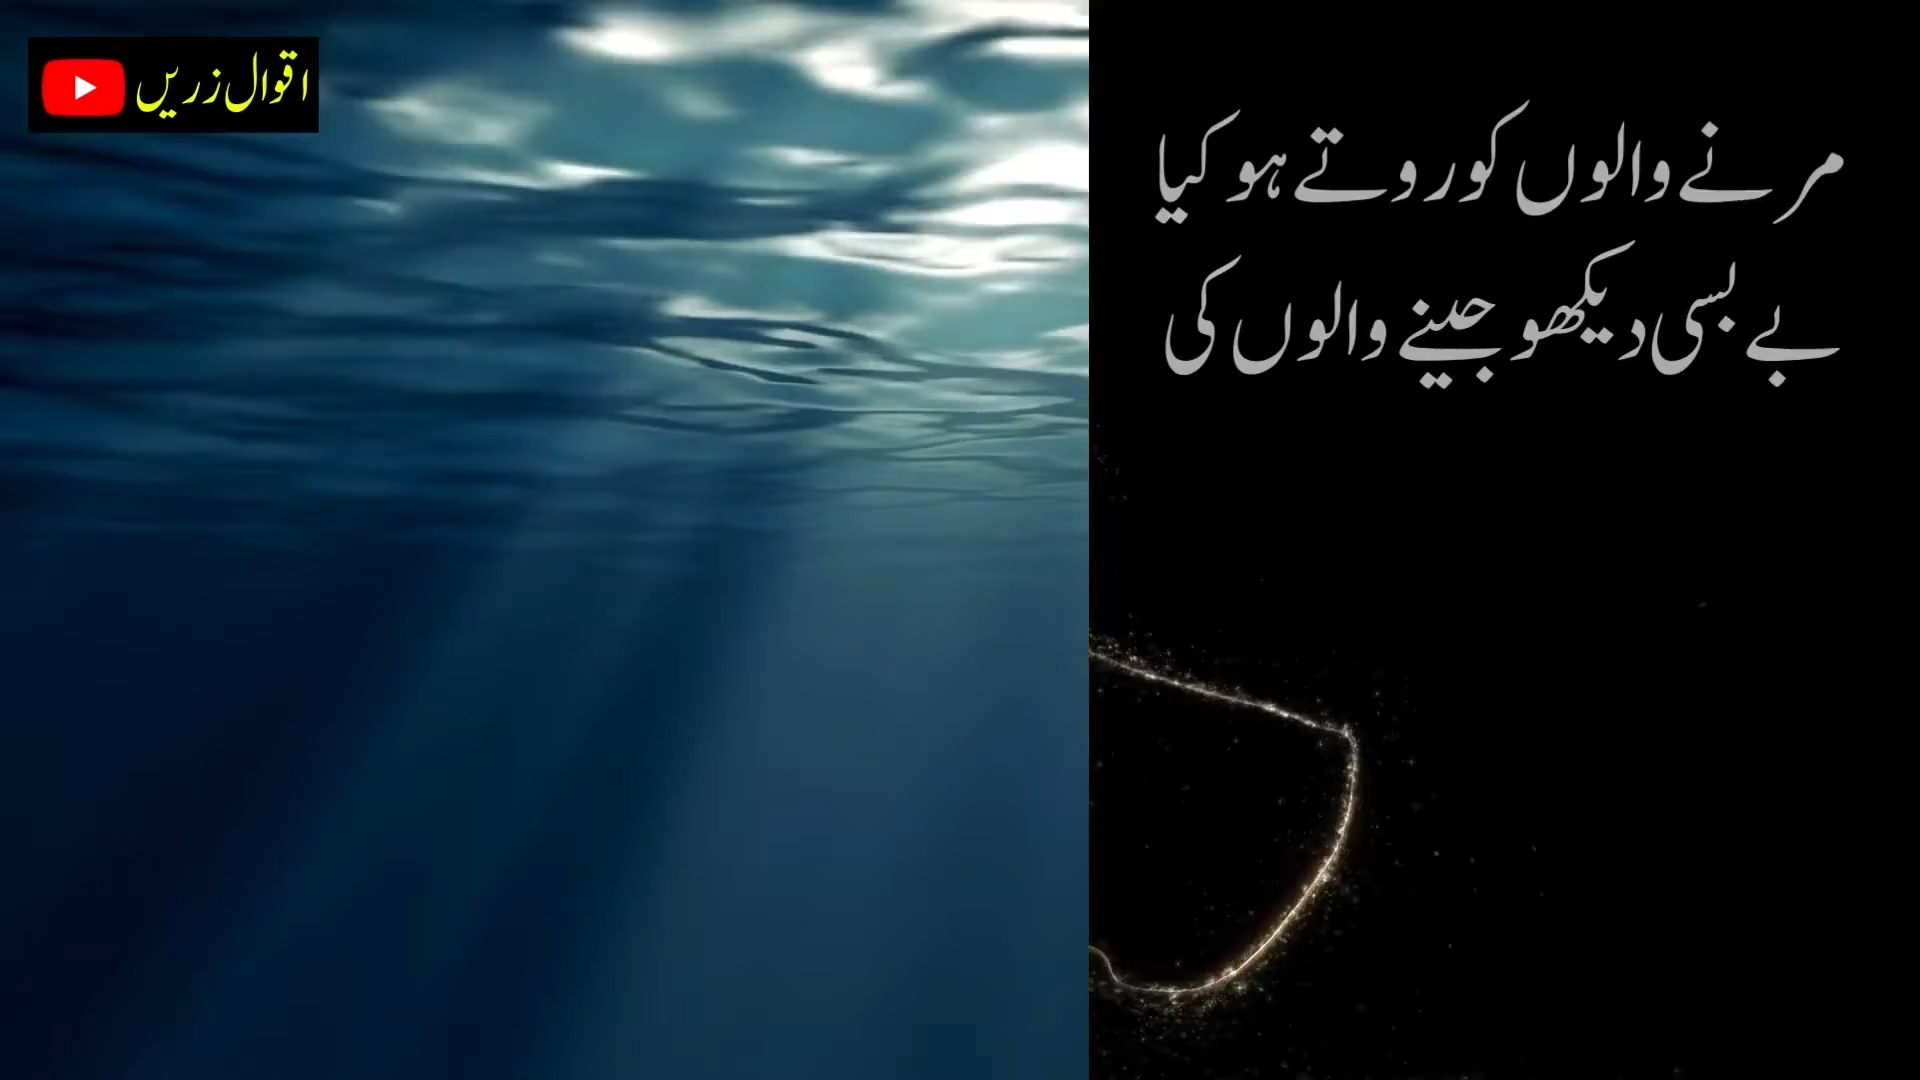 اقوال زریں
مرنے والوں کو روتے ہو کیا
بے بسی دیکھو جینے والوں کی